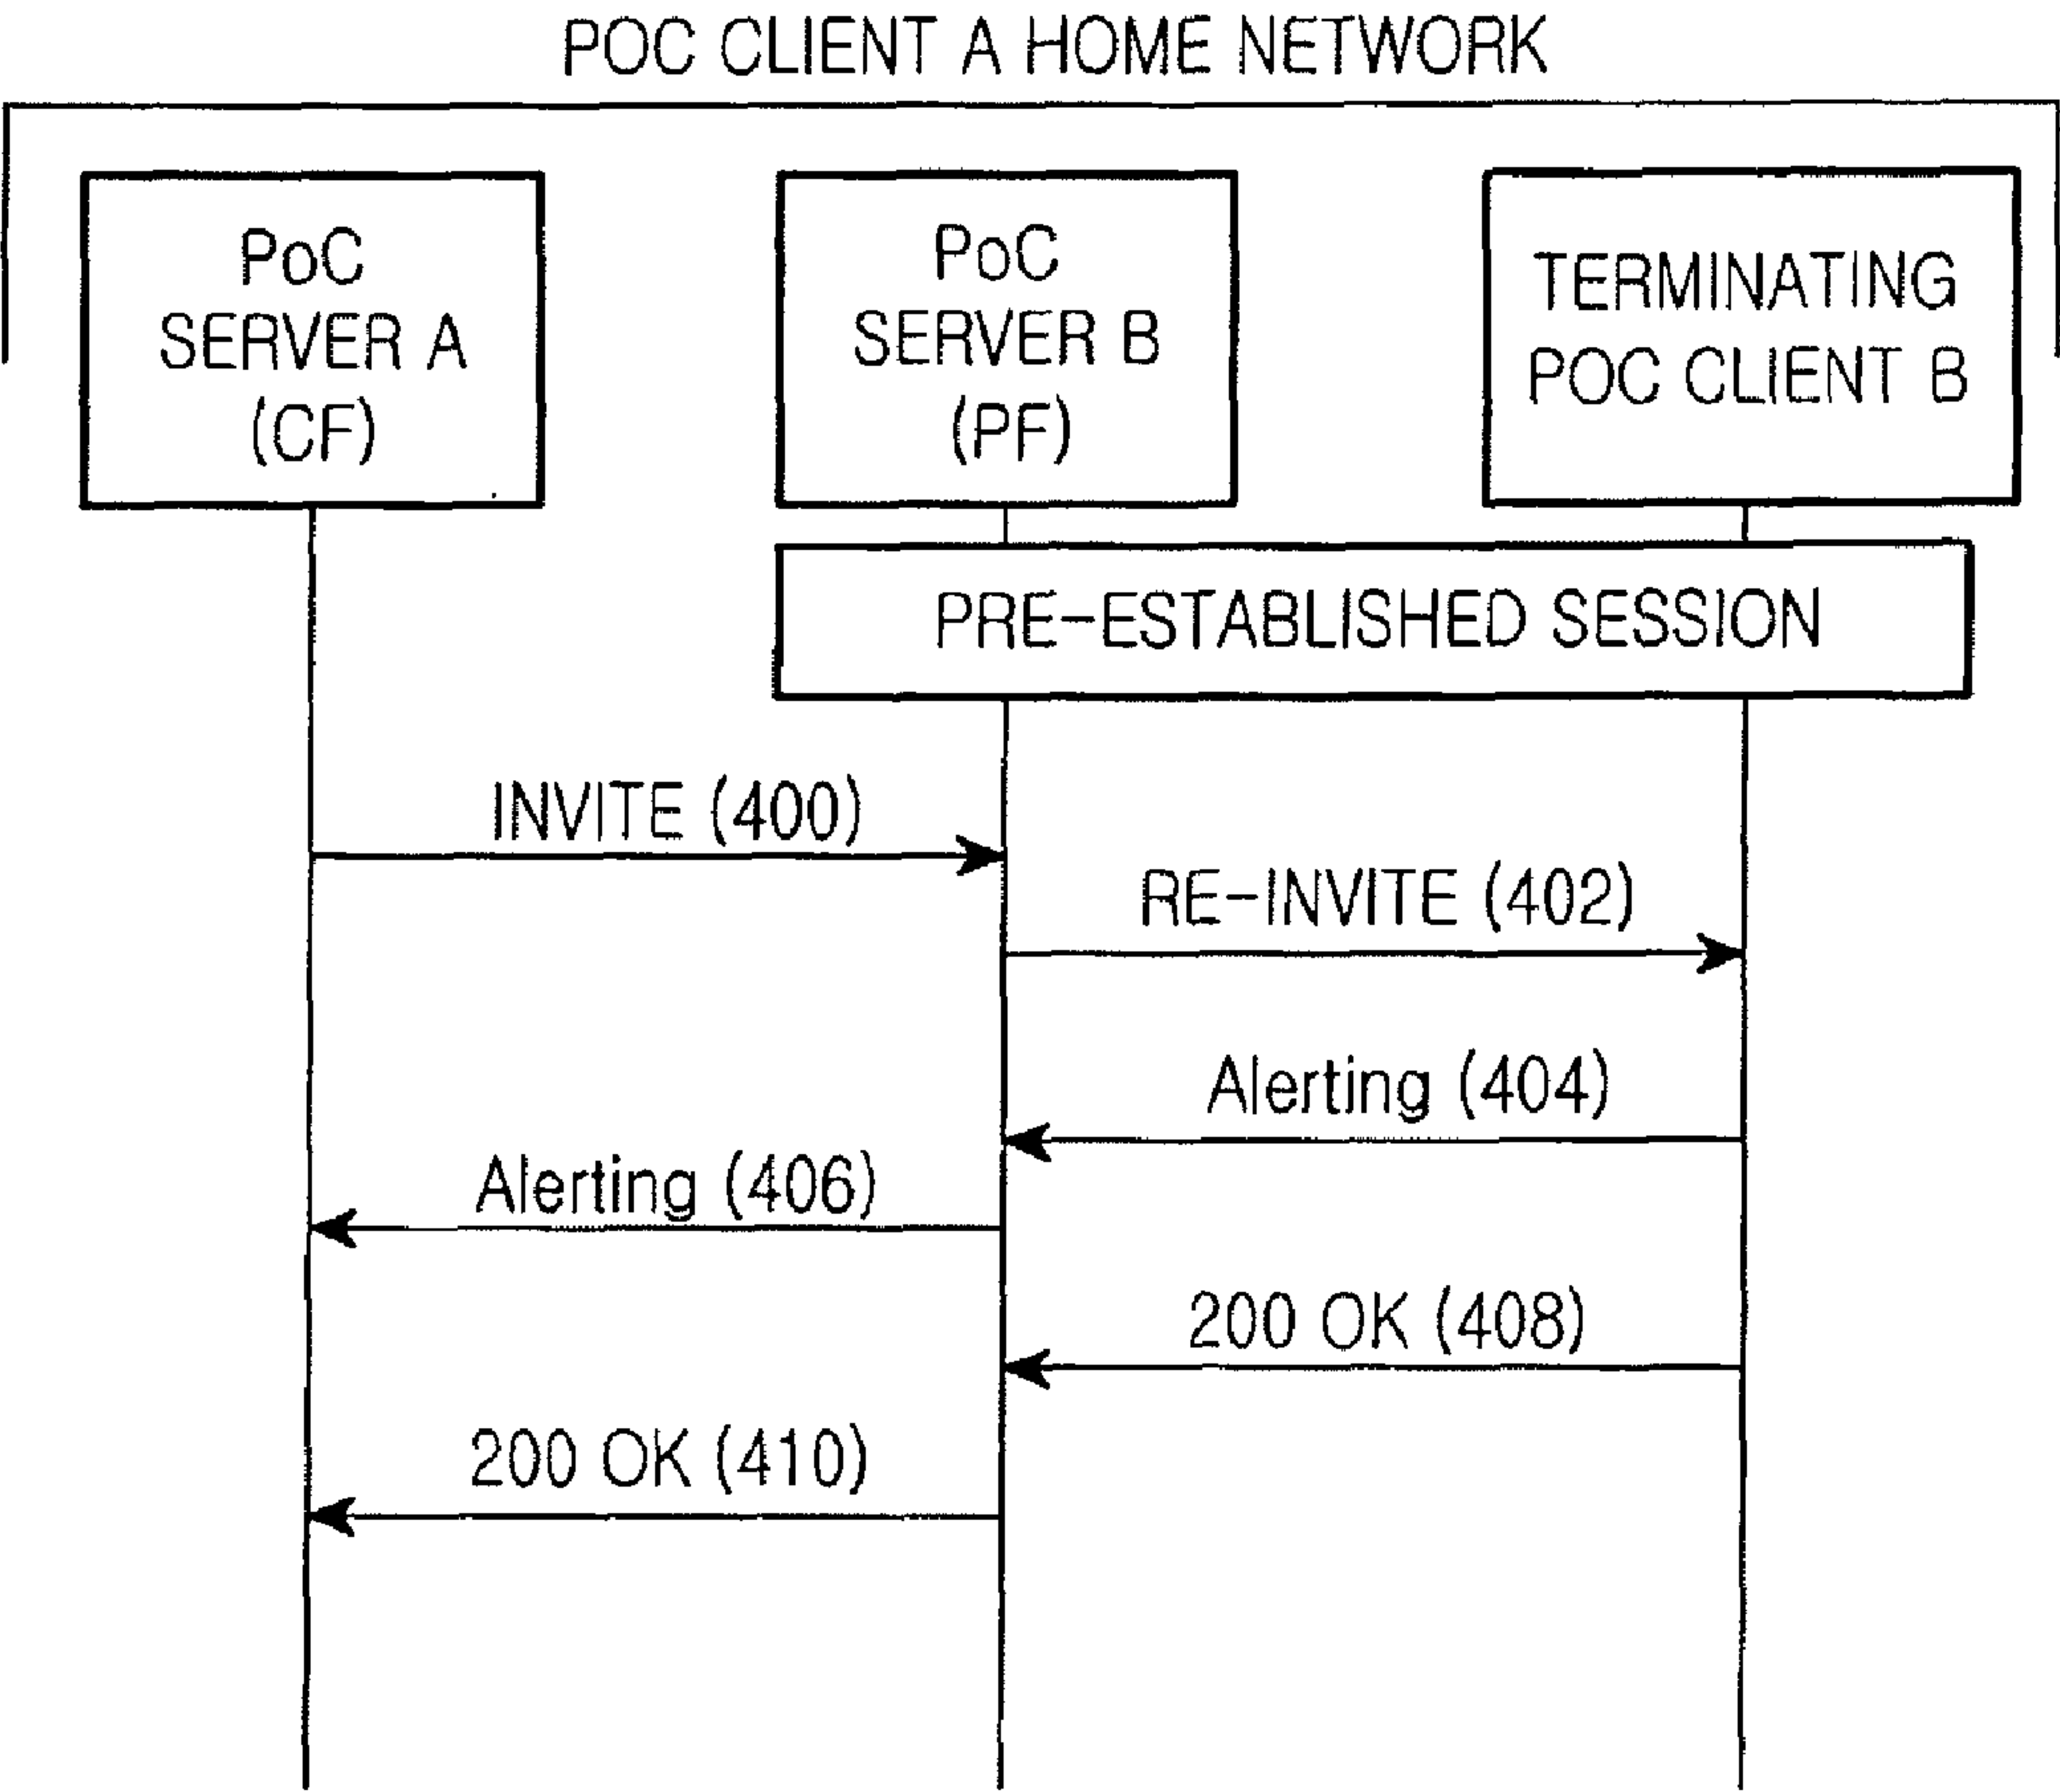 POC CLIENT A HOME NETWORK
PoC
SERVER A
(CF)
PoC
SERVER B
(PF)
TERMINATING
POC CLIENT B
PRE-ESTABLISHED SESSION
INVITE (400)
RE-INVITE (402)
Alerting (404)
Alerting (406)
200 OK (408)
200 OK (410)